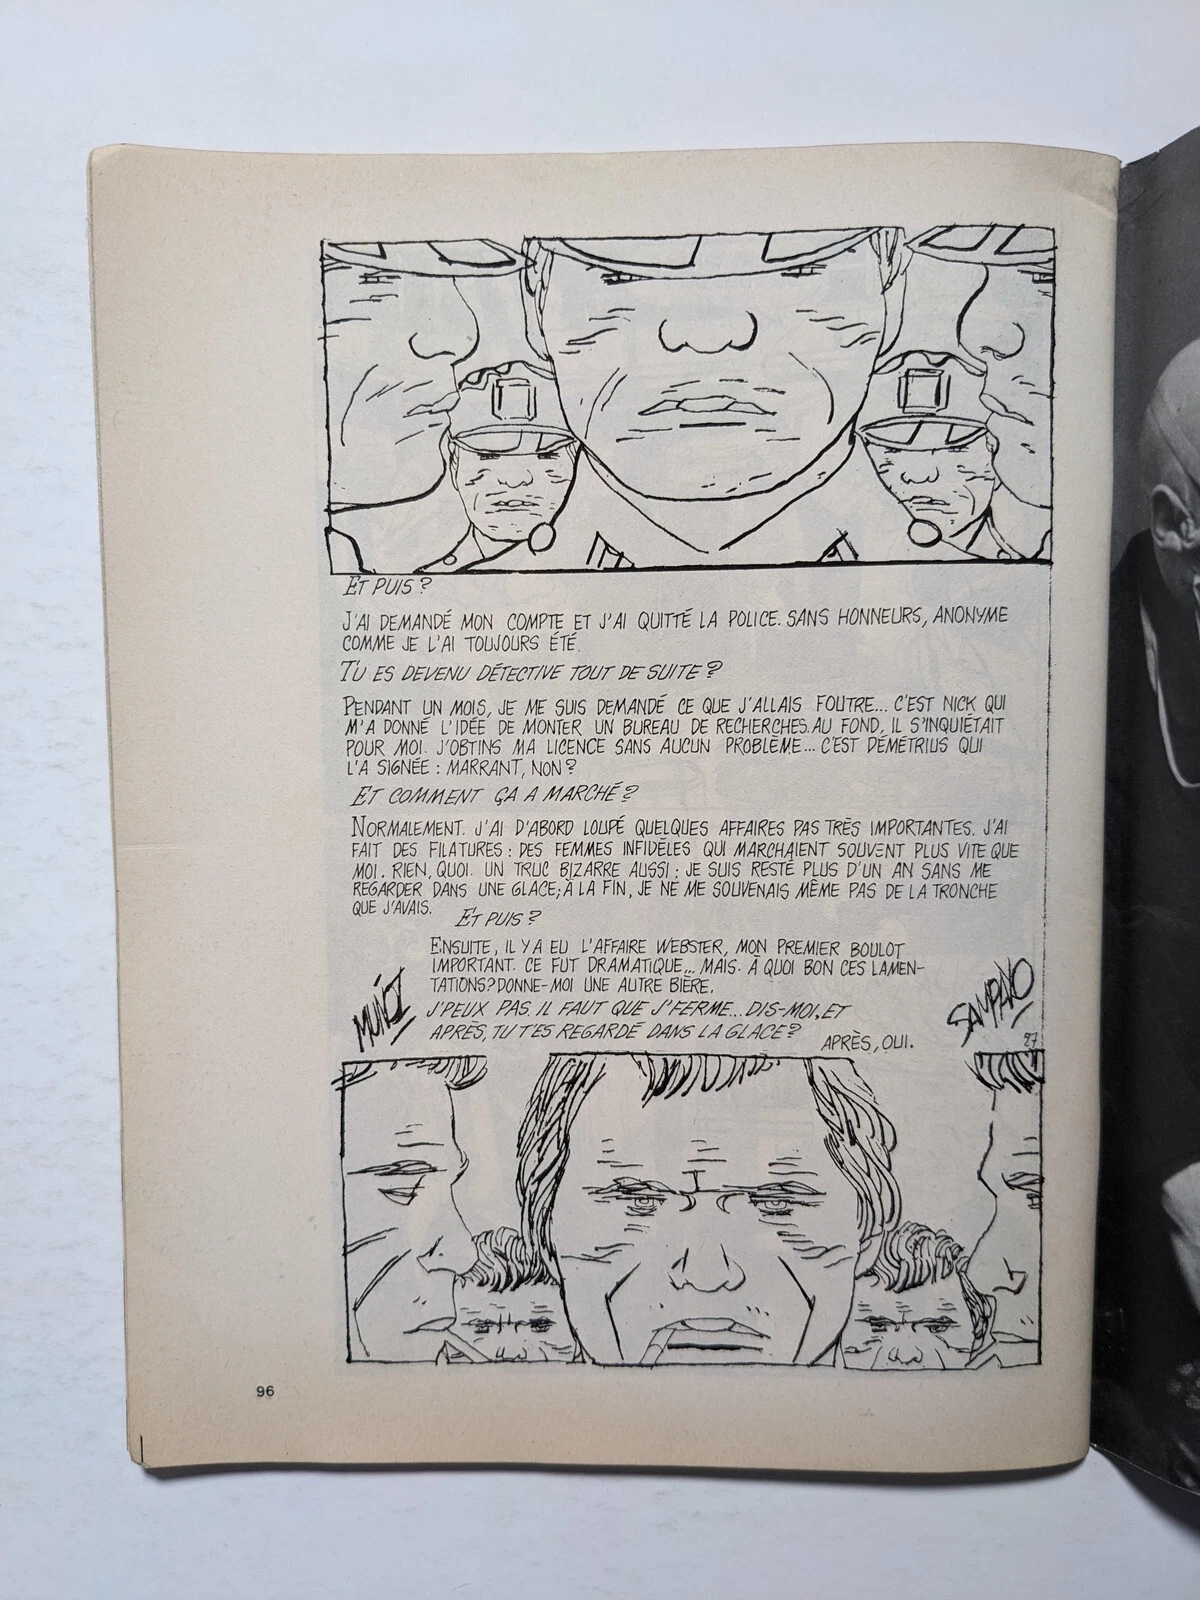 ET PUIS?
J'AI DEMANDÉ MON COMPTE ET J'AI QUITTÉ LA POLICE. SANS HONNEURS, ANONYME
COMME JE L'AI TOUJOURS ÉTÉ.
TU ES DEVENU DÉTECTIVE TOUT DE SUITE?
PENDANT UN MOIS, JE ME SUIS DEMANDÉ CE QUE J'ALLAIS FOUTRE... C'EST NICK QUI
M'A DONNÉ L'IDÉE DE MONTER UN BUREAU DE RECHERCHES. AU FOND, IL S'INQUIÉTAIT
POUR MOI. J'OBTINS MA LICENCE SANS AUCUN PROBLÈME... C'EST DÉMÉTRIUS QUI
L'A SIGNÉE : MARRANT, NON?
ET COMMENT ÇA A MARCHÉ?
NORMALEMENT. J'AI D'ABORD LOUPÉ QUELQUES AFFAIRES PAS TRÈS IMPORTANTES. J'AI
FAIT DES FILATURES : DES FEMMES INFIDÈLES QUI MARCHAIENT SOUVENT PLUS VITE QUE
MOI. RIEN, QUOI. UN TRUC BIZARRE AUSSI : JE SUIS RESTÉ PLUS D'UN AN SANS ME
REGARDER DANS UNE GLACE; À LA FIN, JE NE ME SOUVENAIS MÊME PAS DE LA TRONCHE
QUE J'AVAIS.
ET PUIS?
ENSUITE, IL Y A EU L'AFFAIRE WEBSTER, MON PREMIER BOULOT
IMPORTANT. CE FUT DRAMATIQUE... MAIS. À QUOI BON CES LAMEN-
TATIONS? DONNE-MOI UNE AUTRE BIÈRE.
J'PEUX PAS. IL FAUT QUE J'FERME... DIS-MOI, ET
APRÈS, TU T'ES REGARDÉ DANS LA GLACE?
APRÈS, OUI.
MUÑOZ
SAMPAYO
27
96